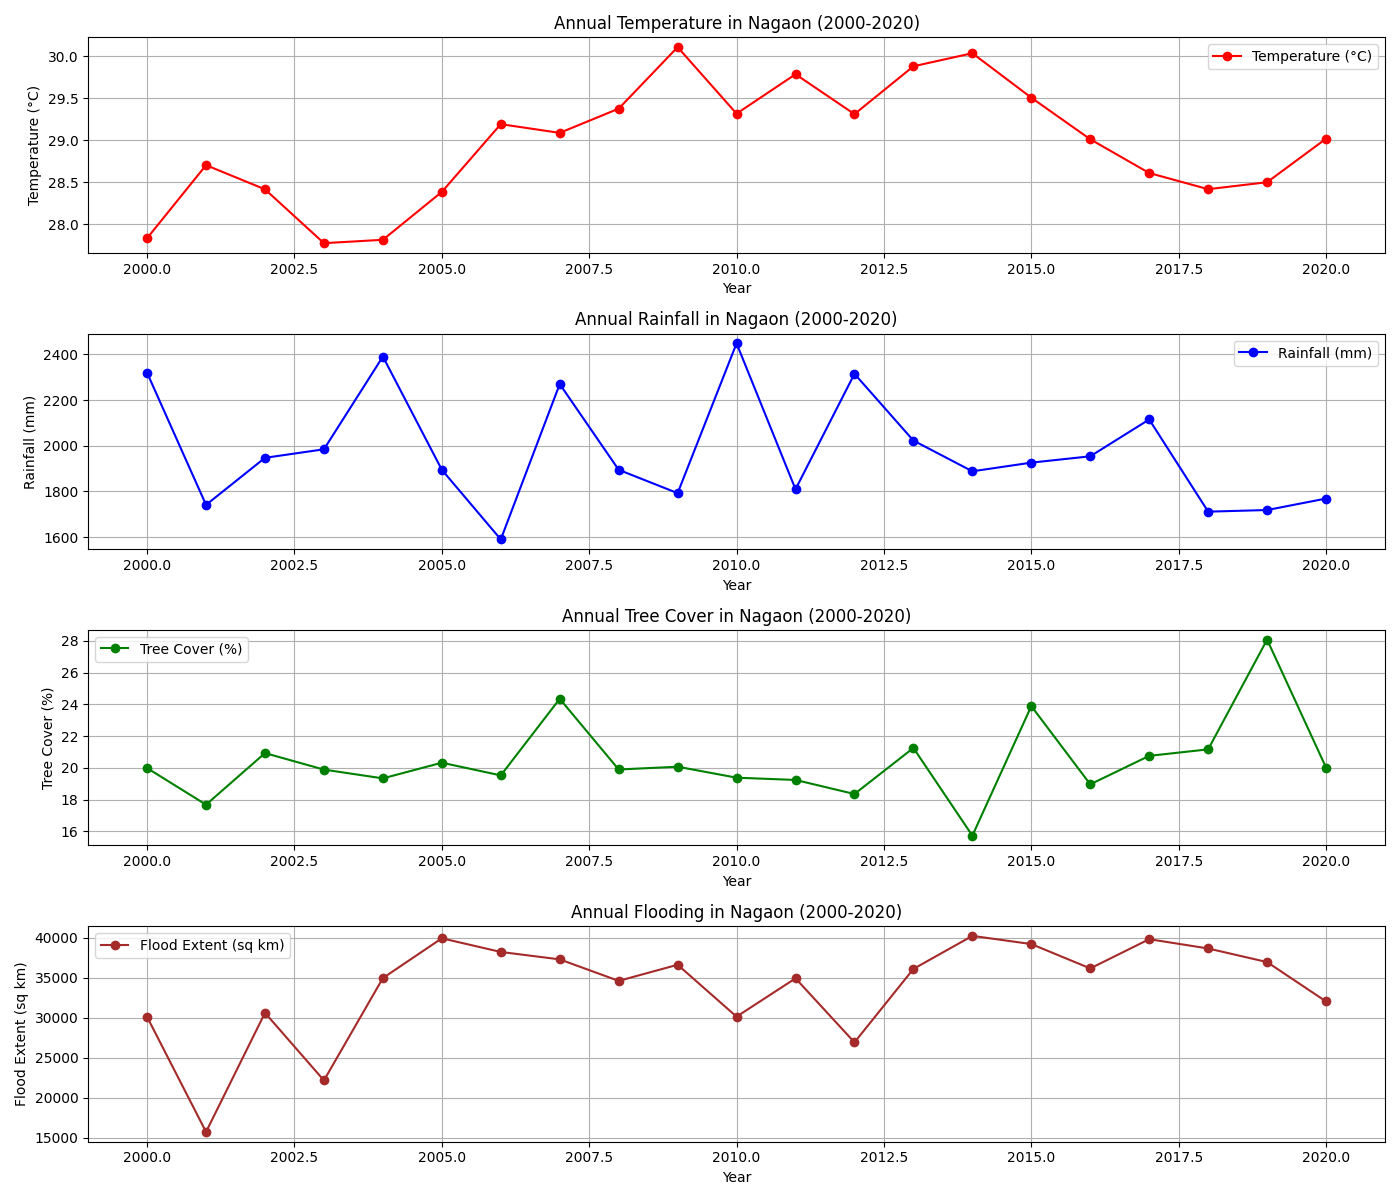 Annual Temperature in Nagaon (2000-2020)
Temperature (°C)
Temperature (°C)
30.0
29.5
29.0
28.5
28.0
2000.0 2002.5 2005.0 2007.5 2010.0 2012.5 2015.0 2017.5 2020.0
Year
Annual Rainfall in Nagaon (2000-2020)
Rainfall (mm)
Rainfall (mm)
2400
2200
2000
1800
1600
2000.0 2002.5 2005.0 2007.5 2010.0 2012.5 2015.0 2017.5 2020.0
Year
Annual Tree Cover in Nagaon (2000-2020)
Tree Cover (%)
Tree Cover (%)
28
26
24
22
20
18
16
2000.0 2002.5 2005.0 2007.5 2010.0 2012.5 2015.0 2017.5 2020.0
Year
Annual Flooding in Nagaon (2000-2020)
Flood Extent (sq km)
Flood Extent (sq km)
40000
35000
30000
25000
20000
15000
2000.0 2002.5 2005.0 2007.5 2010.0 2012.5 2015.0 2017.5 2020.0
Year